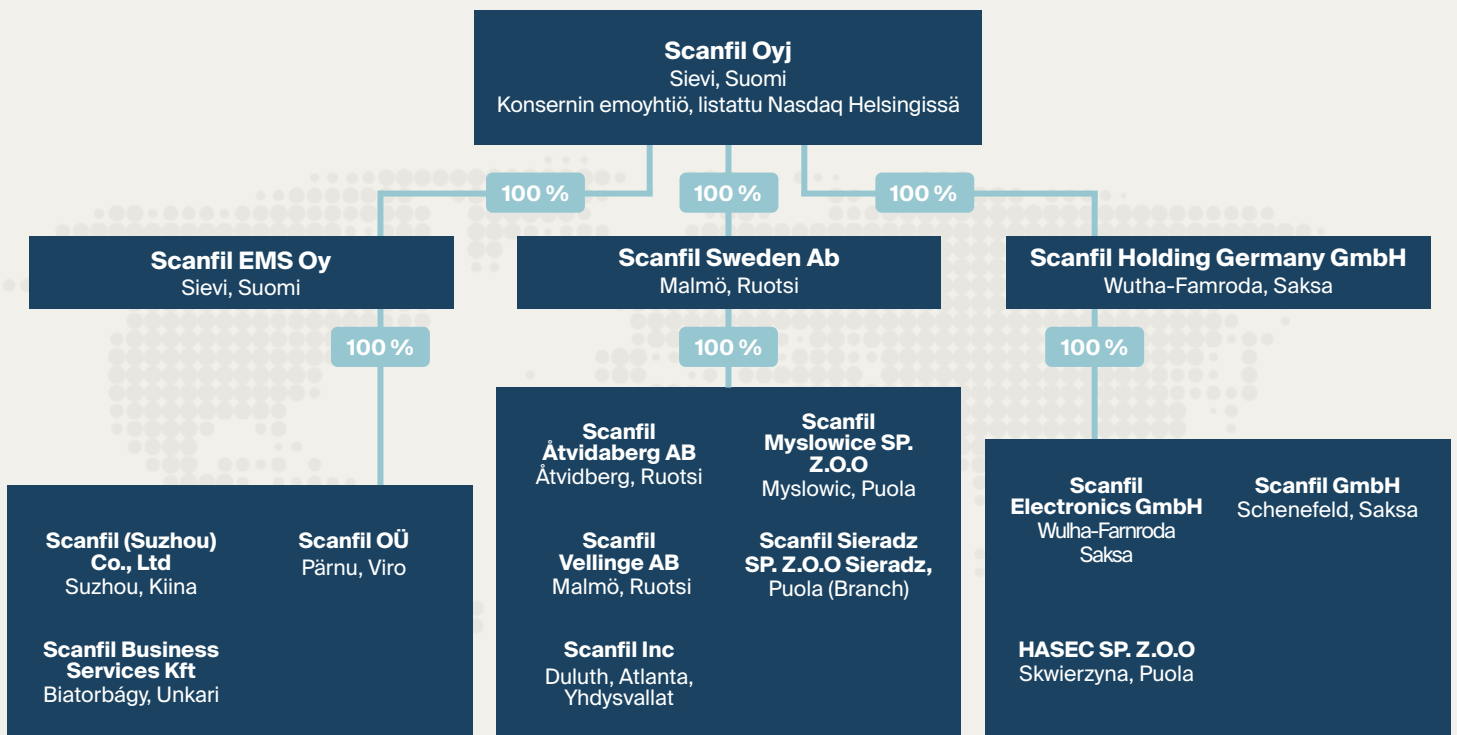 Scanfil Oyj
Sievi, Suomi
Konsernin emoyhtiö, listattu Nasdaq Helsingissä
100 %
100 %
100 %
Scanfil EMS Oy
Sievi, Suomi
Scanfil Sweden Ab
Malmö, Ruotsi
Scanfil Holding Germany GmbH
Wutha-Famroda, Saksa
100 %
100 %
100 %
Scanfil (Suzhou)
Co., Ltd
Suzhou, Kiina
Scanfil OÜ
Pärnu, Viro
Scanfil Business
Services Kft
Biatorbágy, Unkari
Scanfil
Åtvidaberg AB
Åtvidberg, Ruotsi
Scanfil
Myslowice SP.
Z.O.O
Myslowic, Puola
Scanfil
Vellinge AB
Malmö, Ruotsi
Scanfil Sieradz
SP. Z.O.O Sieradz,
Puola (Branch)
Scanfil Inc
Duluth, Atlanta,
Yhdysvallat
Scanfil
Electronics GmbH
Wulha-Farnroda
Saksa
Scanfil GmbH
Schenefeld, Saksa
HASEC SP. Z.O.O
Skwierzyna, Puola